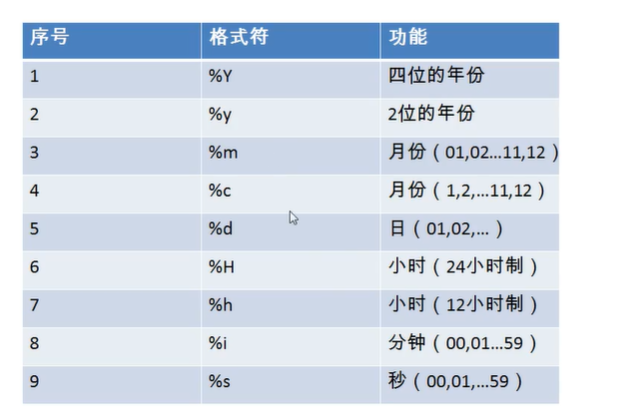 序号 格式符 功能
1 %Y 四位的年份
2 %y 2位的年份
3 %m 月份（01,02…11,12）
4 %c 月份（1,2,…11,12）
5 %d 日（01,02,…）
6 %H 小时（24小时制）
7 %h 小时（12小时制）
8 %i 分钟（00,01…59）
9 %s 秒（00,01,…59）